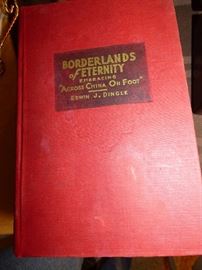 BORDERLANDS
OF ETERNITY
EMBRACING
"ACROSS CHINA ON FOOT"
EDWIN J. DINGLE